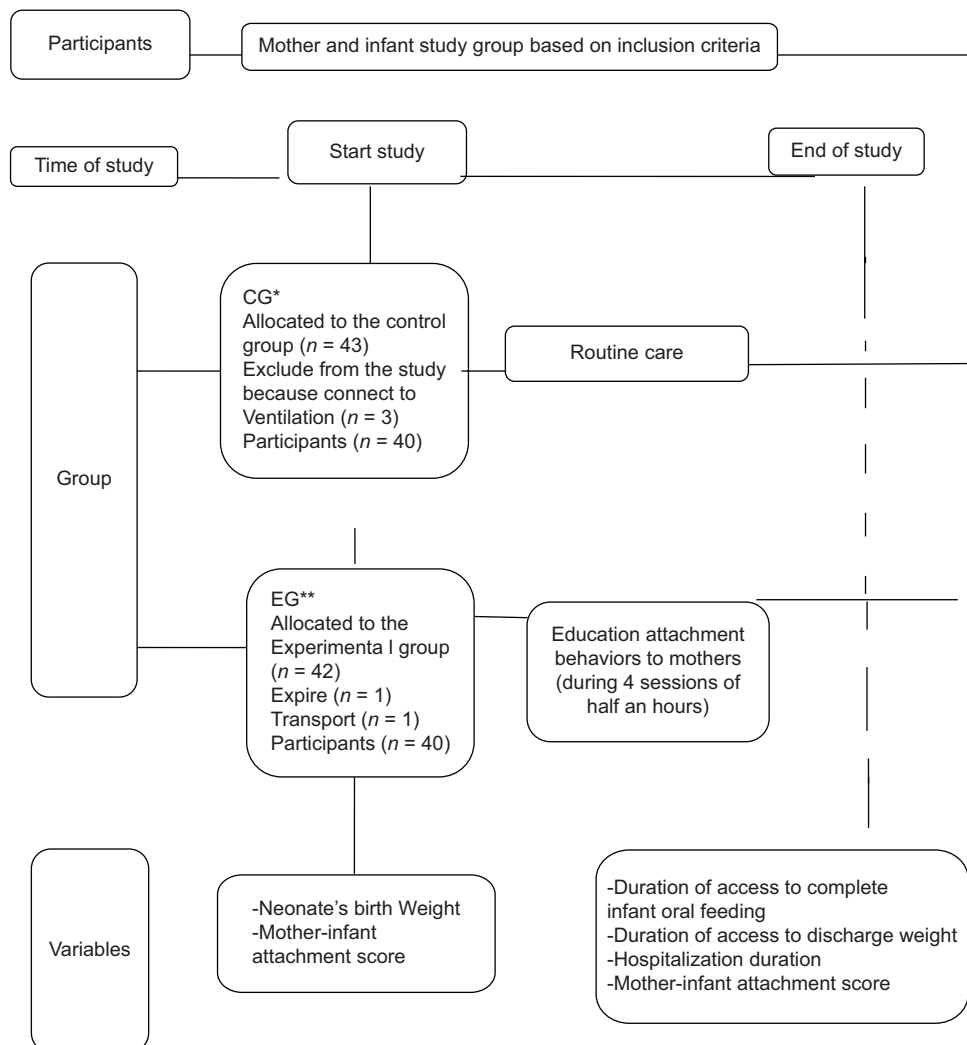 Participants
Mother and infant study group based on inclusion criteria
Time of study
Start study
End of study
Group
CG*
Allocated to the control
group (n = 43)
Exclude from the study
because connect to
Ventilation (n = 3)
Participants (n = 40)
Routine care
EG**
Allocated to the
Experimenta l group
(n = 42)
Expire (n = 1)
Transport (n = 1)
Participants (n = 40)
Education attachment
behaviors to mothers
(during 4 sessions of
half an hours)
Variables
-Neonate's birth Weight
-Mother-infant
attachment score
-Duration of access to complete
infant oral feeding
-Duration of access to discharge weight
-Hospitalization duration
-Mother-infant attachment score